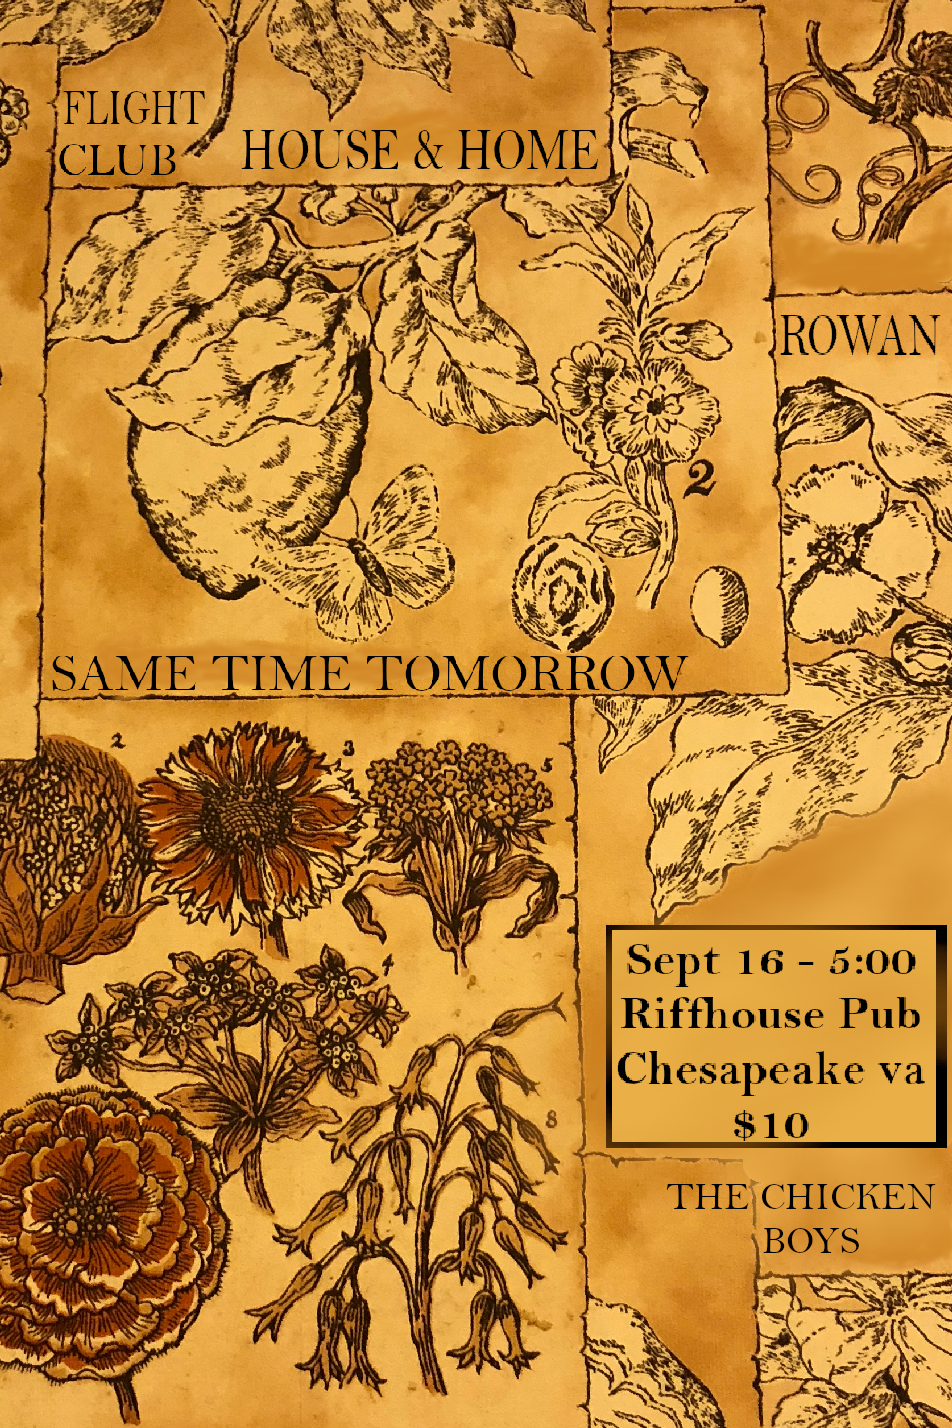 FLIGHT
CLUB
HOUSE & HOME
ROWAN
2
SAME TIME TOMORROW
2
3
5
4
8
Sept 16 - 5:00
Riffhouse Pub
Chesapeake va
$10
THE CHICKEN
BOYS